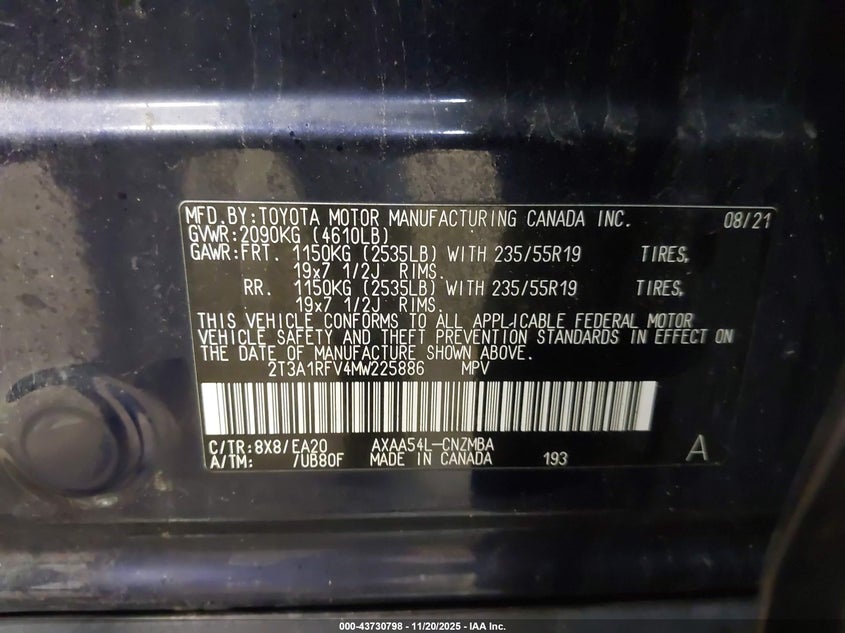 MFD.BY:TOYOTA MOTOR MANUFACTURING CANADA INC. 08/21
GVWR:2090KG (4610LB)
GAWR:FRT. 1150KG (2535LB) WITH 235/55R19 TIRES,
19x7 1/2J RIMS.
RR. 1150KG (2535LB) WITH 235/55R19 TIRES,
19x7 1/2J RIMS.
THIS VEHICLE CONFORMS TO ALL APPLICABLE FEDERAL MOTOR
VEHICLE SAFETY AND THEFT PREVENTION STANDARDS IN EFFECT ON
THE DATE OF MANUFACTURE SHOWN ABOVE.
2T3A1RFV4MW225886 MPV
C/TR:8X8/EA20 AXAA54L-CNZMBA
A/TM: /UB80F MADE IN CANADA 193 A
000-43730798 - 11/20/2025 - IAA Inc.